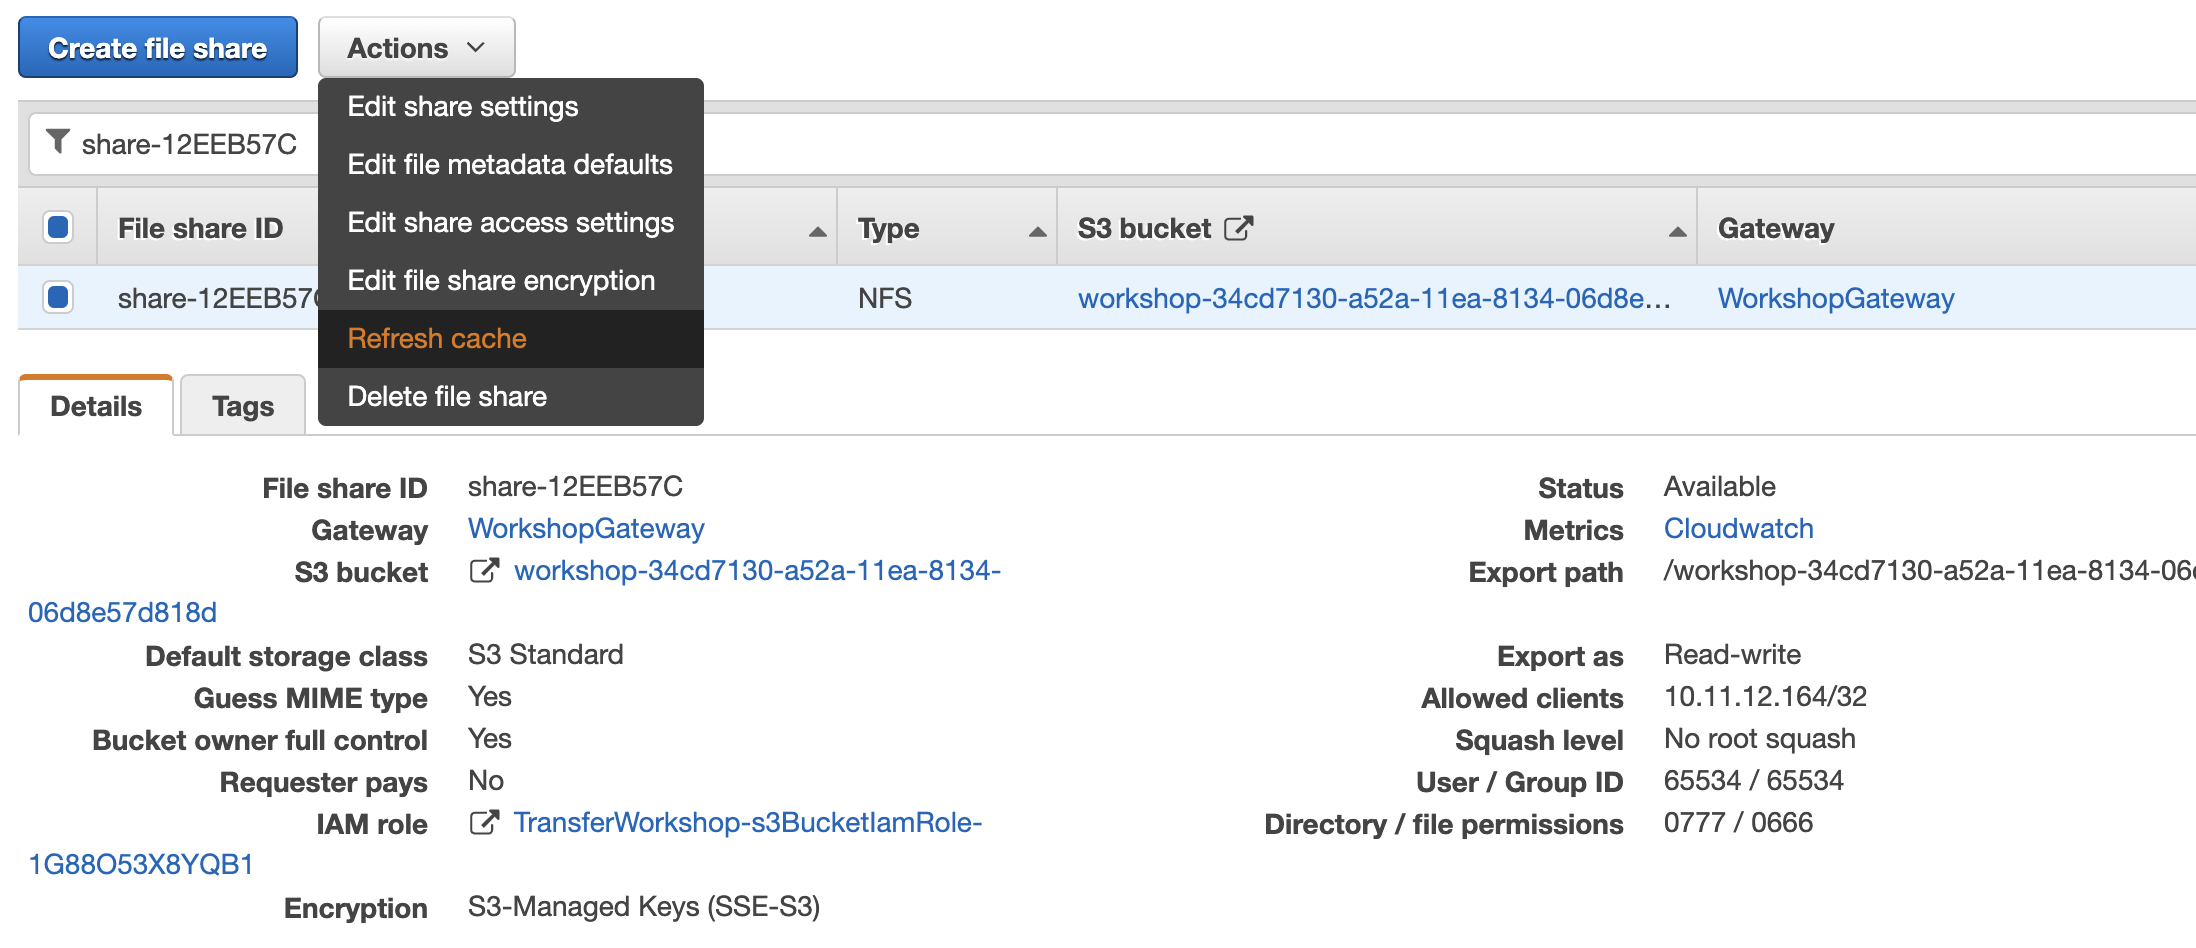 Create file share
Actions
Edit share settings
Edit file metadata defaults
Edit share access settings
Edit file share encryption
Refresh cache
Delete file share
share-12EEB57C
File share ID
Type
S3 bucket
Gateway
share-12EEB57
NFS
workshop-34cd7130-a52a-11ea-8134-06d8e...
WorkshopGateway
Details
Tags
File share ID share-12EEB57C
Gateway WorkshopGateway
S3 bucket workshop-34cd7130-a52a-11ea-8134-
06d8e57d818d
Default storage class S3 Standard
Guess MIME type Yes
Bucket owner full control Yes
Requester pays No
IAM role TransferWorkshop-s3BucketIamRole-
1G88O53X8YQB1
Encryption S3-Managed Keys (SSE-S3)
Status Available
Metrics Cloudwatch
Export path /workshop-34cd7130-a52a-11ea-8134-06
Export as Read-write
Allowed clients 10.11.12.164/32
Squash level No root squash
User / Group ID 65534 / 65534
Directory / file permissions 0777 / 0666